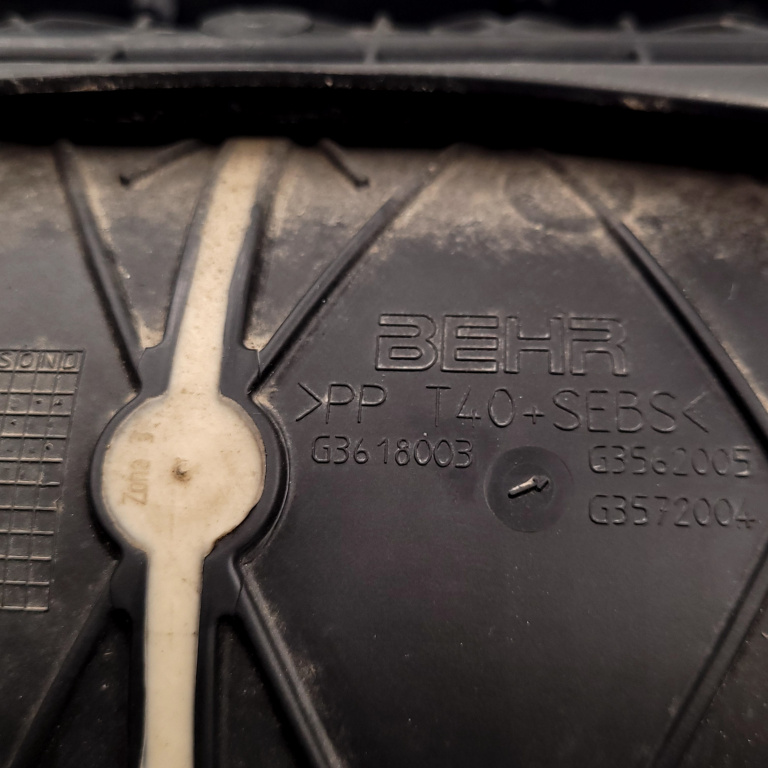 BEHR
SOND
>PP T40+SEBS<
G3618003
G3562005
G3572004
Zone 3